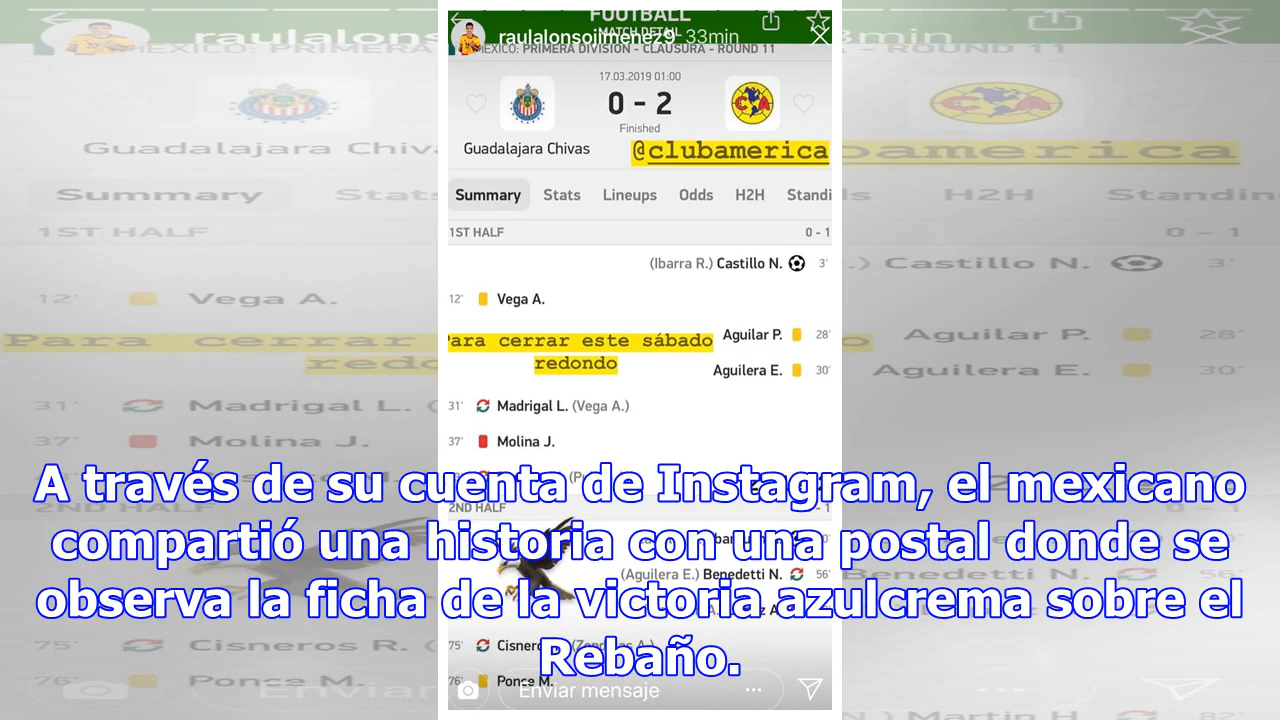 FOOTBALL
MATCH DETAIL
raulalonsojimenez9 33min
MEXICO: PRIMERA DIVISION - CLAUSURA - ROUND 11
17.03.2019 01:00
0 - 2
Finished
Guadalajara Chivas
@clubamerica
Summary Stats Lineups Odds H2H Standi
1ST HALF 0 - 1
(Ibarra R.) Castillo N. 3'
12' Vega A.
Para cerrar este sábado
redondo
Aguilar P. 28'
Aguilera E. 30'
31' Madrigal L. (Vega A.)
37' Molina J.
A través de su cuenta de Instagram, el mexicano
compartió una historia con una postal donde se
observa la ficha de la victoria azulcrema sobre el
Rebaño.
2ND HALF
(Aguilera E.) Benedetti N. 56'
75' Cisneros R.
76' Ponce M.
Enviar mensaje